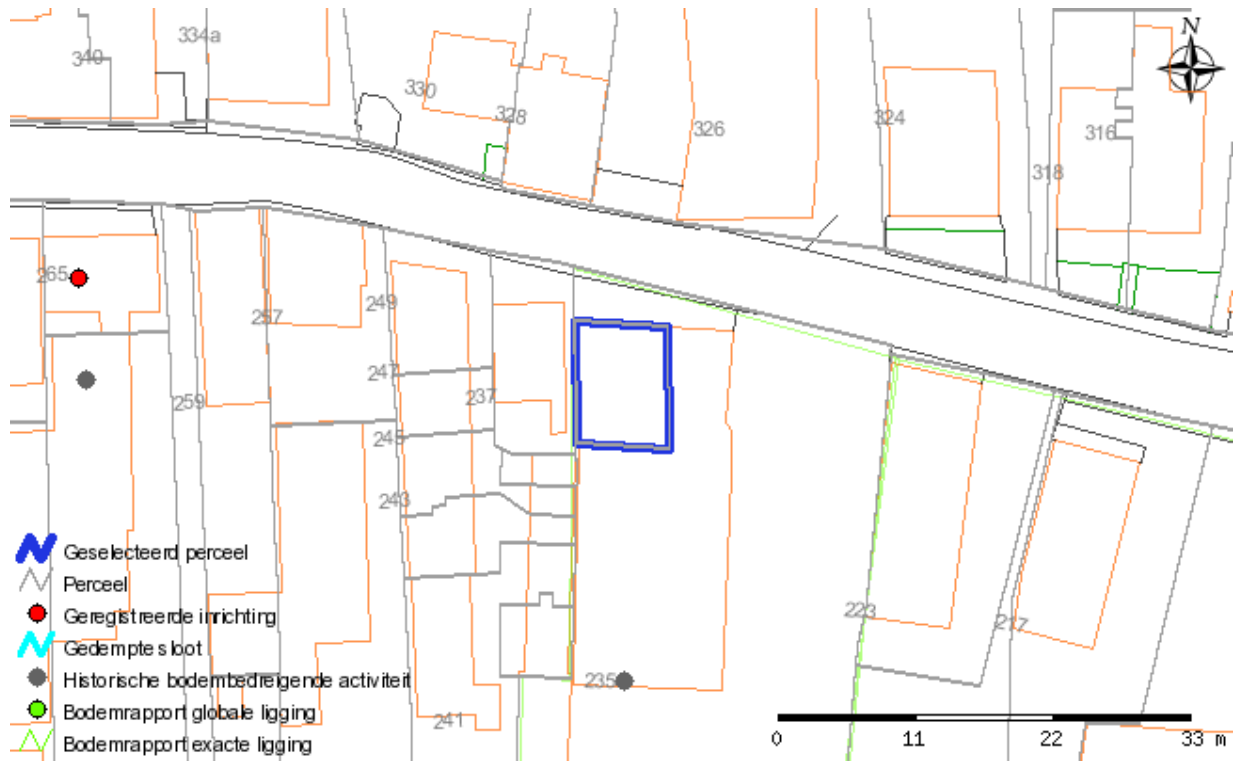 N
340
334a
330
328
326
324
318
316
265
267
259
249
247
245
243
241
237
235
223
217
Geselecteerd perceel
Perceel
Geregistreerde inrichting
Gedempte sloot
Historische bodembedreigende activiteit
Bodemrapport globale ligging
Bodemrapport exacte ligging
0 11 22 33 m